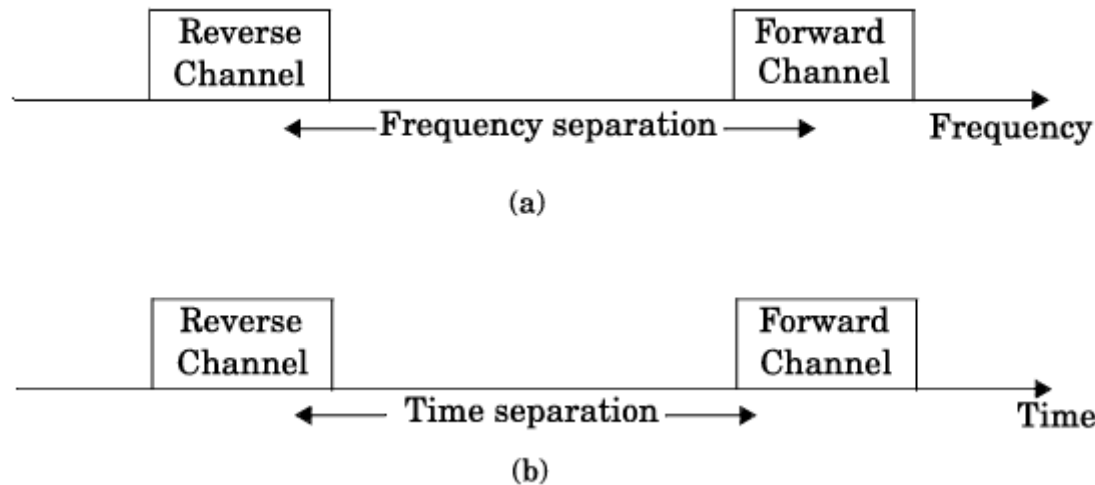 Reverse
Channel
Forward
Channel
Frequency separation
Frequency
(a)
Reverse
Channel
Forward
Channel
Time separation
Time
(b)